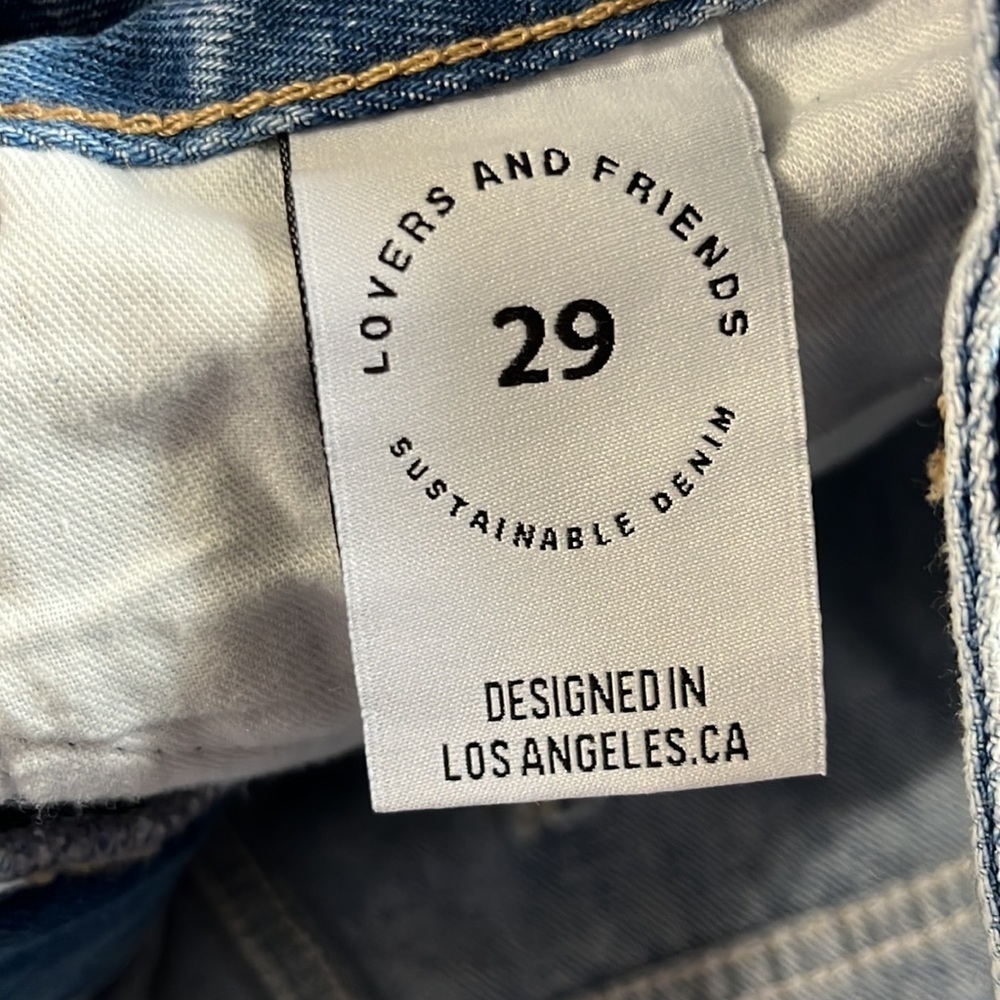 LOVERS AND FRIENDS
29
SUSTAINABLE DENIM
DESIGNED IN
LOS ANGELES.CA